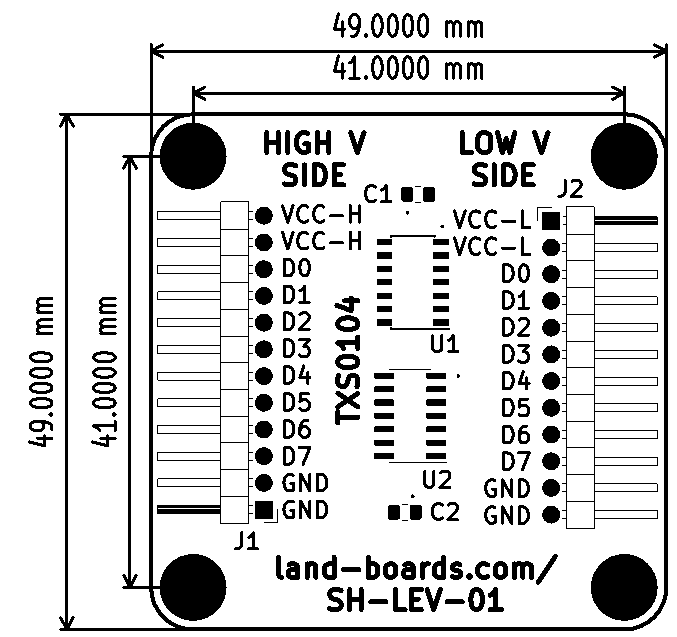 49.0000 mm
41.0000 mm
49.0000 mm
41.0000 mm
HIGH V
SIDE
LOW V
SIDE
C1
J2
VCC-H
VCC-H
D0
D1
D2
D3
D4
D5
D6
D7
GND
GND
J1
TXS0104
U1
U2
C2
VCC-L
VCC-L
D0
D1
D2
D3
D4
D5
D6
D7
GND
GND
land-boards.com/
SH-LEV-01